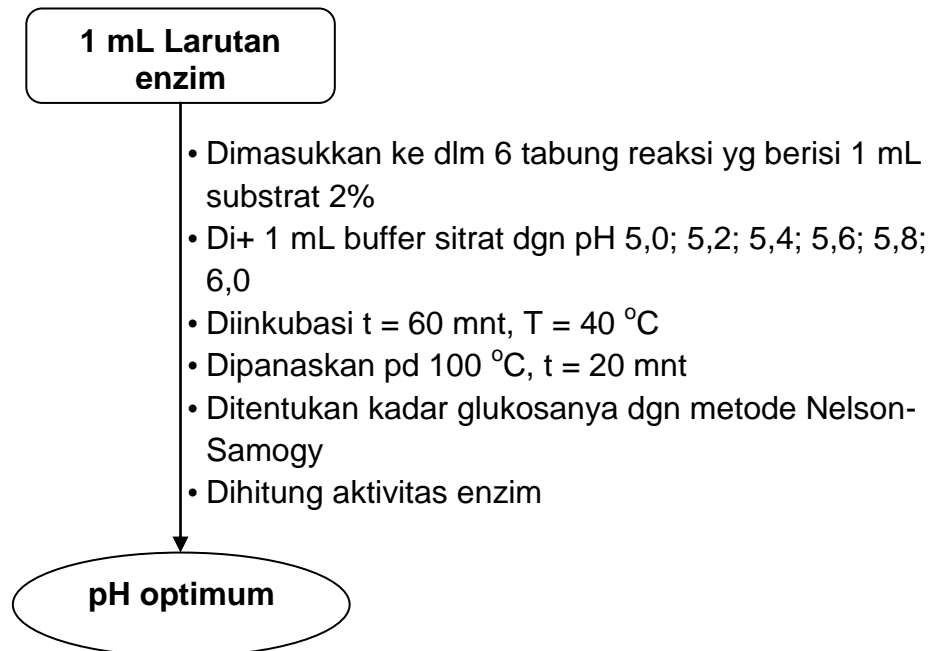 1 mL Larutan
enzim
• Dimasukkan ke dlm 6 tabung reaksi yg berisi 1 mL
substrat 2%
• Di+ 1 mL buffer sitrat dgn pH 5,0; 5,2; 5,4; 5,6; 5,8;
6,0
• Diinkubasi t = 60 mnt, T = 40 °C
• Dipanaskan pd 100 °C, t = 20 mnt
• Ditentukan kadar glukosanya dgn metode Nelson-
Samogy
• Dihitung aktivitas enzim
pH optimum